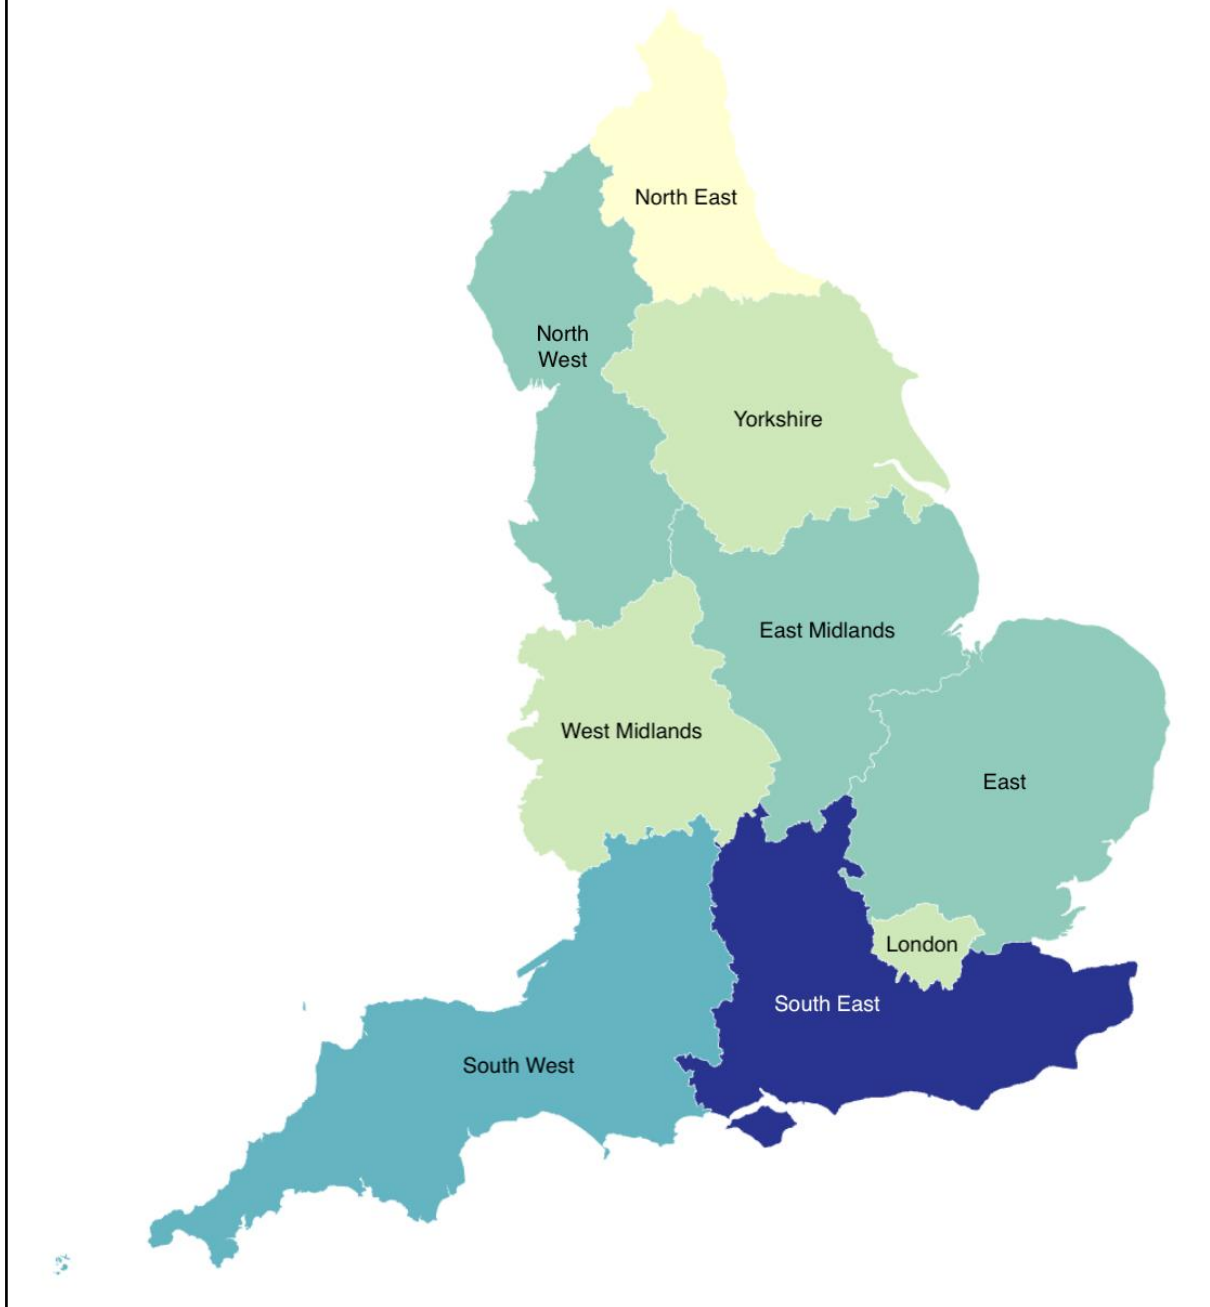 North East
North
West
Yorkshire
East Midlands
West Midlands
East
London
South East
South West